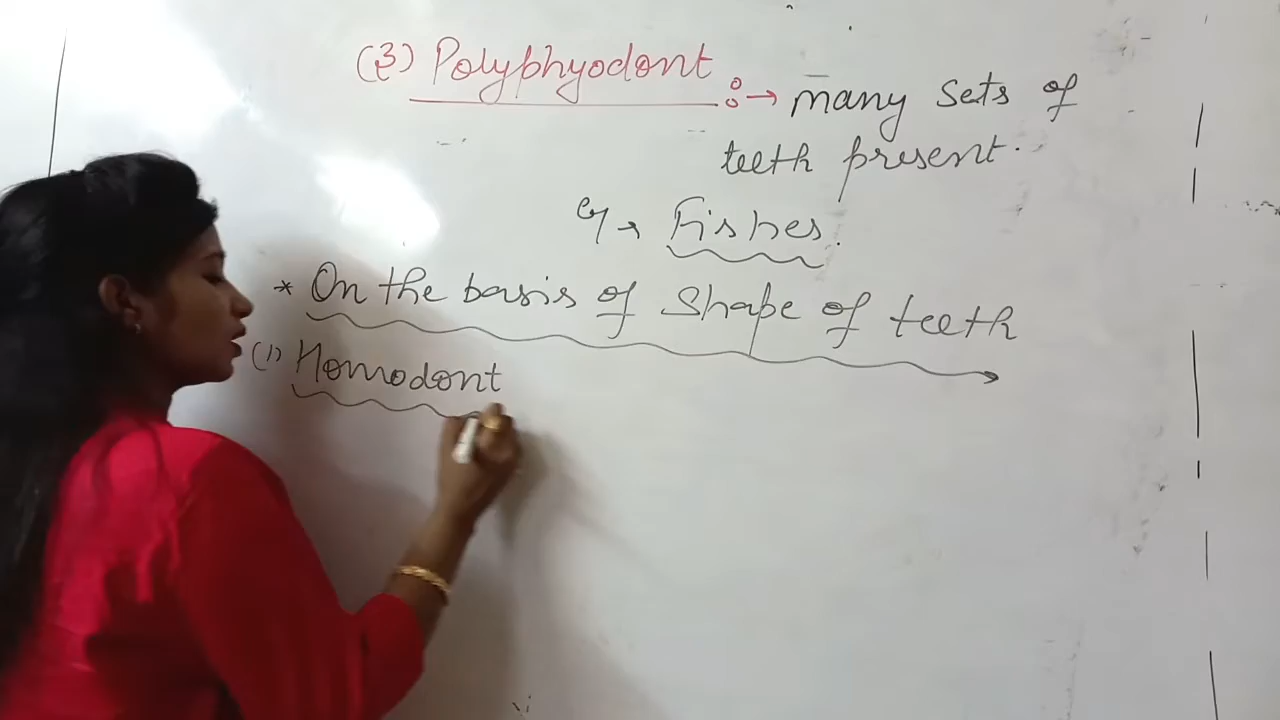 (3) Polyphyodont :→ many sets of
teeth present.
eg → Fishes.
* On the basis of Shape of teeth
(1) Homodont